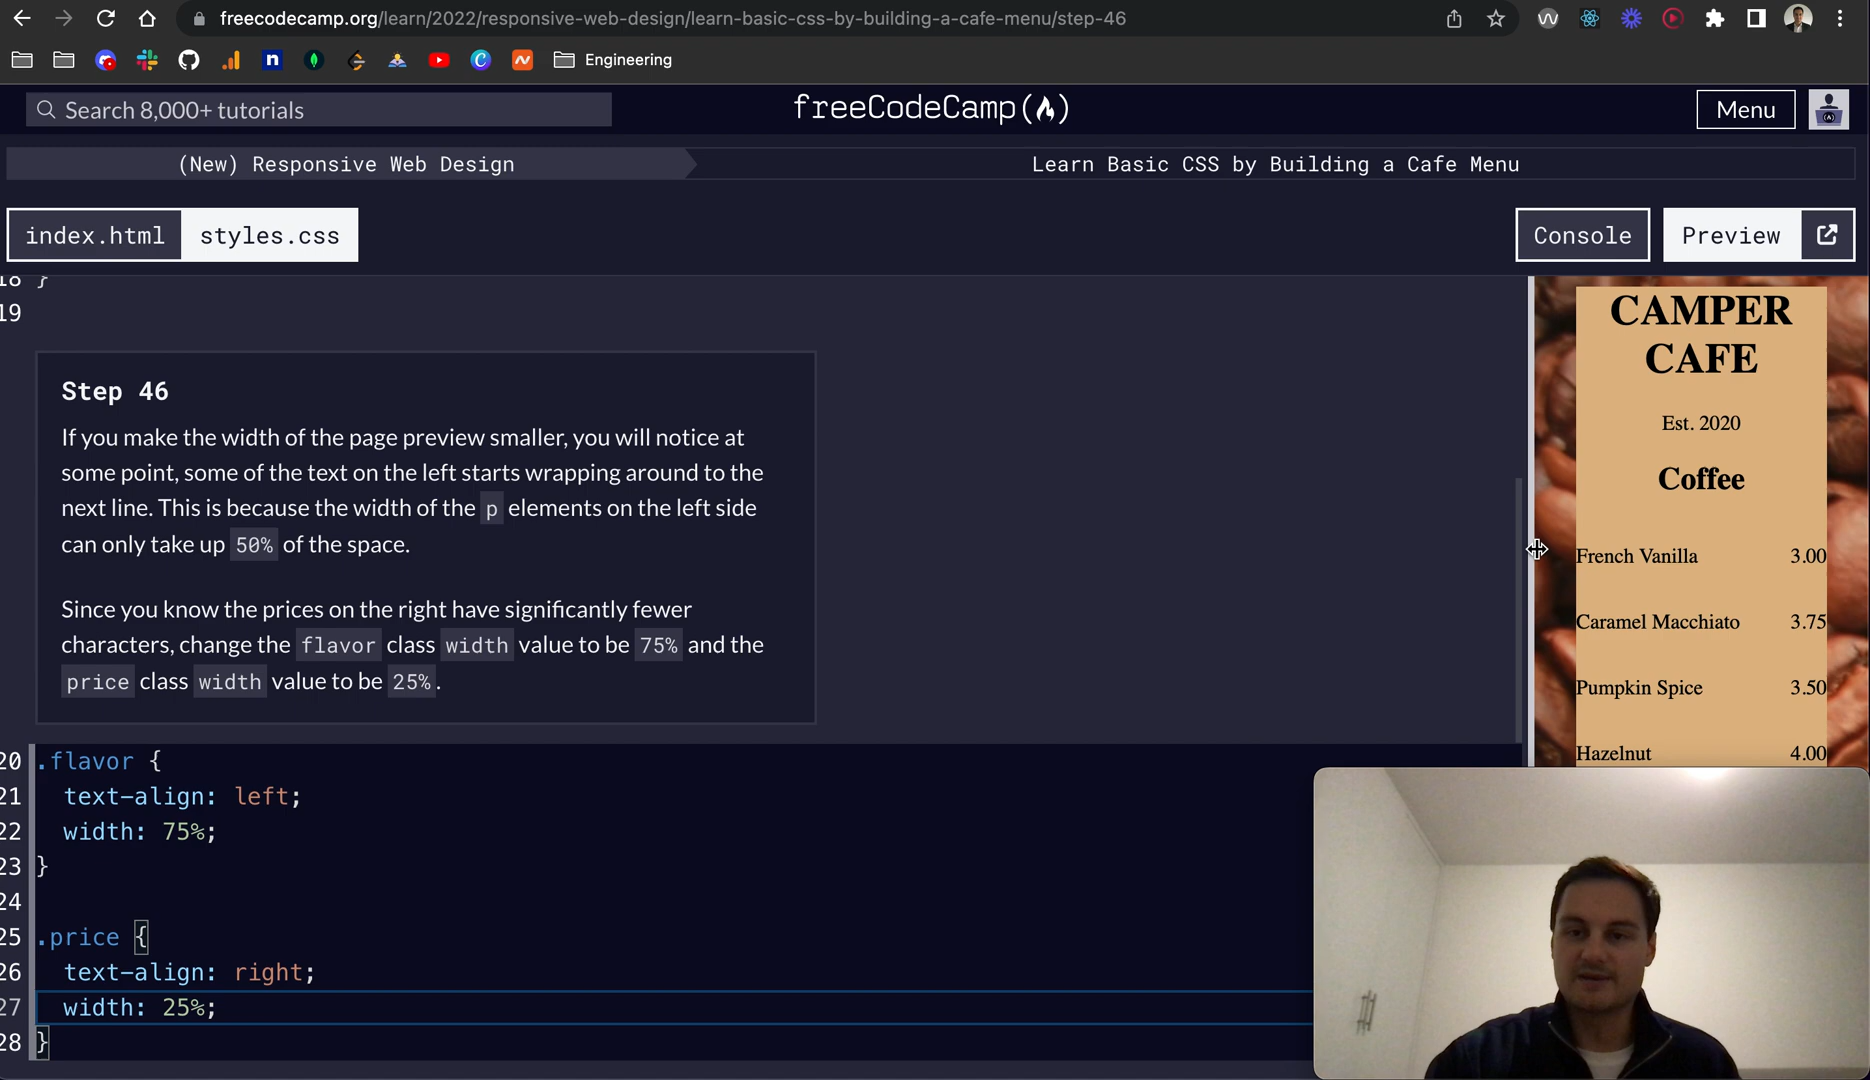 freecodecamp.org/learn/2022/responsive-web-design/learn-basic-css-by-building-a-cafe-menu/step-46
Engineering
Search 8,000+ tutorials
freeCodeCamp(🔥)
Menu
(New) Responsive Web Design
Learn Basic CSS by Building a Cafe Menu
index.html
styles.css
Console
Preview
18 }
19
Step 46
If you make the width of the page preview smaller, you will notice at
some point, some of the text on the left starts wrapping around to the
next line. This is because the width of the p elements on the left side
can only take up 50% of the space.
Since you know the prices on the right have significantly fewer
characters, change the flavor class width value to be 75% and the
price class width value to be 25%.
20 .flavor {
21 text-align: left;
22 width: 75%;
23 }
24
25 .price {
26 text-align: right;
27 width: 25%;
28 }
CAMPER
CAFE
Est. 2020
Coffee
French Vanilla 3.00
Caramel Macchiato 3.75
Pumpkin Spice 3.50
Hazelnut 4.00